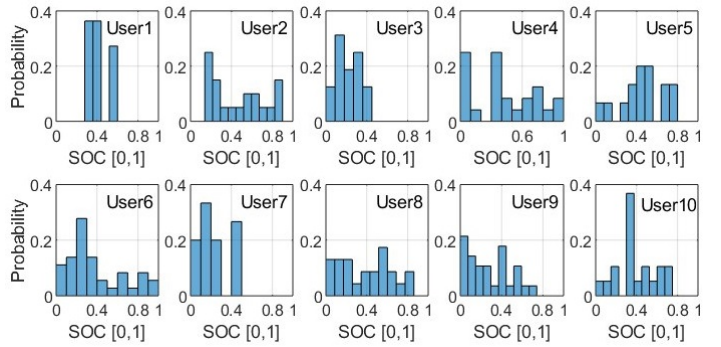 0.4 User1 0.4 User2 0.4 User3 0.4 User4 0.4 User5
Probability
0.2 0.2 0.2 0.2 0.2
0 0 0 0 0
0 0.4 0.8 1 0 0.4 0.8 1 0 0.4 0.8 1 0 0.6 1 0 0.4 0.8 1
SOC [0,1] SOC [0,1] SOC [0,1] SOC [0,1] SOC [0,1]
0.4 User6 0.4 User7 0.4 User8 0.4 User9 0.4 User10
Probability
0.2 0.2 0.2 0.2 0.2
0 0 0 0 0
0 0.4 0.8 1 0 0.4 0.8 1 0 0.4 0.8 1 0 0.4 0.8 1 0 0.4 0.8 1
SOC [0,1] SOC [0,1] SOC [0,1] SOC [0,1] SOC [0,1]